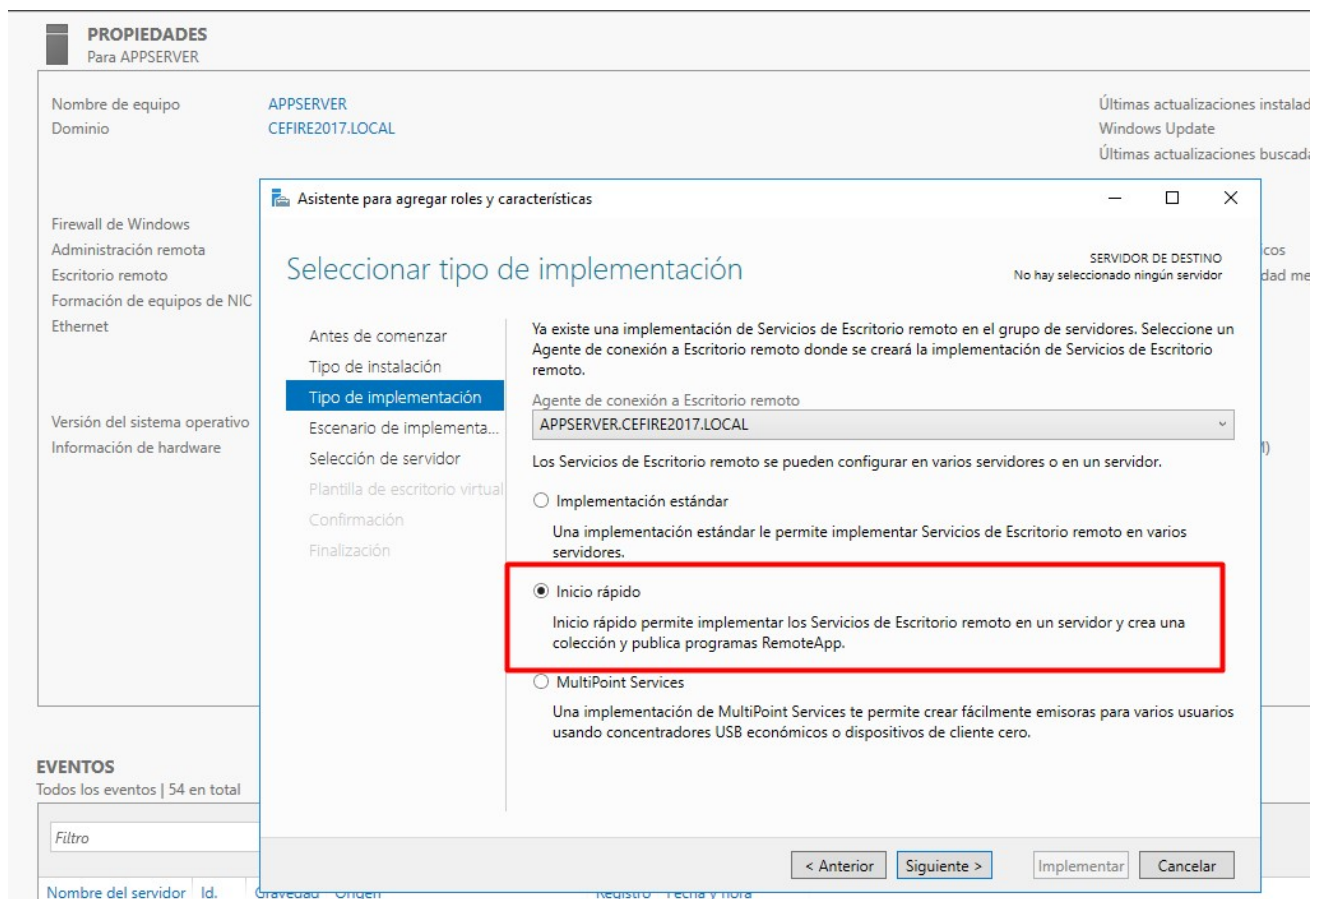 PROPIEDADES
Para APPSERVER
Nombre de equipo APPSERVER
Dominio CEFIRE2017.LOCAL
Últimas actualizaciones instalad
Windows Update
Últimas actualizaciones buscada
Firewall de Windows
Administración remota
Escritorio remoto
Formación de equipos de NIC
Ethernet
Versión del sistema operativo
Información de hardware
icos
dad me
Asistente para agregar roles y características
Seleccionar tipo de implementación
SERVIDOR DE DESTINO
No hay seleccionado ningún servidor
Antes de comenzar
Tipo de instalación
Tipo de implementación
Escenario de implementa...
Selección de servidor
Plantilla de escritorio virtual
Confirmación
Finalización
Ya existe una implementación de Servicios de Escritorio remoto en el grupo de servidores. Seleccione un
Agente de conexión a Escritorio remoto donde se creará la implementación de Servicios de Escritorio
remoto.
Agente de conexión a Escritorio remoto
APPSERVER.CEFIRE2017.LOCAL
Los Servicios de Escritorio remoto se pueden configurar en varios servidores o en un servidor.
Implementación estándar
Una implementación estándar le permite implementar Servicios de Escritorio remoto en varios
servidores.
Inicio rápido
Inicio rápido permite implementar los Servicios de Escritorio remoto en un servidor y crea una
colección y publica programas RemoteApp.
MultiPoint Services
Una implementación de MultiPoint Services te permite crear fácilmente emisoras para varios usuarios
usando concentradores USB económicos o dispositivos de cliente cero.
< Anterior Siguiente > Implementar Cancelar
EVENTOS
Todos los eventos | 54 en total
Filtro
Nombre del servidor Id. Gravedad Origen Registro Fecha y hora